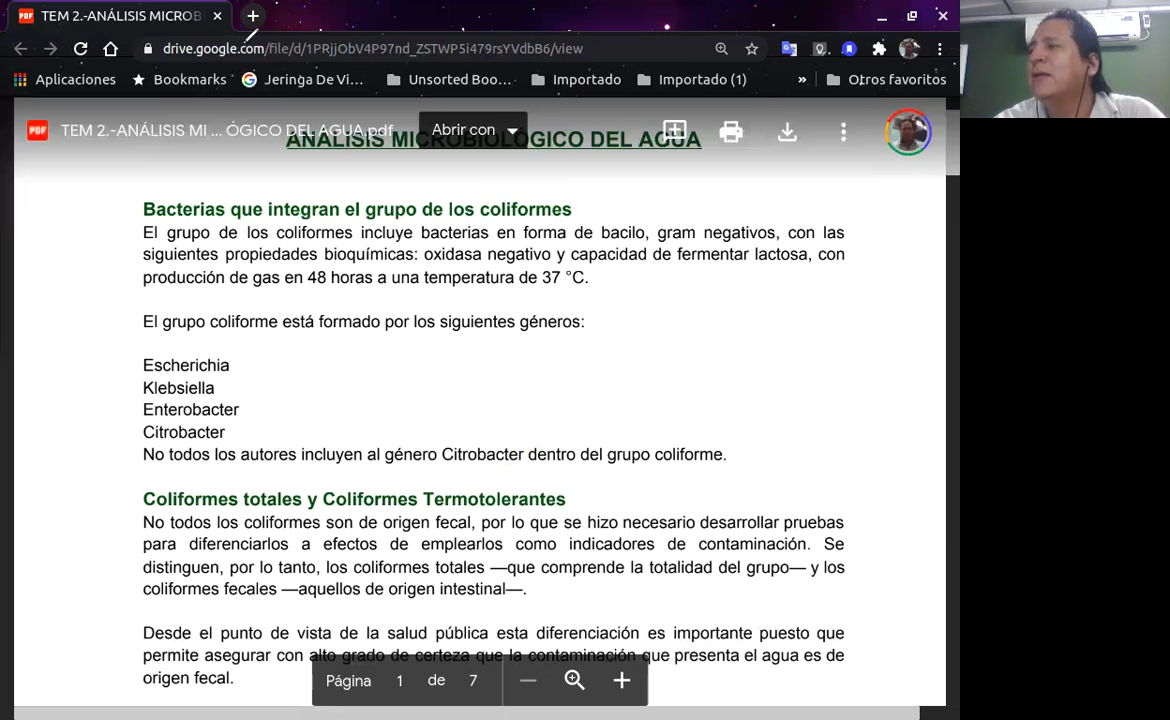 TEM 2.-ANÁLISIS MICROB
drive.google.com/file/d/1PRjjObV4P97nd_ZSTWP5i479rsYVdbB6/view
Aplicaciones
Bookmarks
Jeringa De Vi...
Unsorted Boo...
Importado
Importado (1)
»
Otros favoritos
PDF
TEM 2.-ANÁLISIS MI ... ÓGICO DEL AGUA.pdf
Abrir con
ANÁLISIS MICROBIOLÓGICO DEL AGUA
Bacterias que integran el grupo de los coliformes
El grupo de los coliformes incluye bacterias en forma de bacilo, gram negativos, con las
siguientes propiedades bioquímicas: oxidasa negativo y capacidad de fermentar lactosa, con
producción de gas en 48 horas a una temperatura de 37 °C.
El grupo coliforme está formado por los siguientes géneros:
Escherichia
Klebsiella
Enterobacter
Citrobacter
No todos los autores incluyen al género Citrobacter dentro del grupo coliforme.
Coliformes totales y Coliformes Termotolerantes
No todos los coliformes son de origen fecal, por lo que se hizo necesario desarrollar pruebas
para diferenciarlos a efectos de emplearlos como indicadores de contaminación. Se
distinguen, por lo tanto, los coliformes totales —que comprende la totalidad del grupo— y los
coliformes fecales —aquellos de origen intestinal—.
Desde el punto de vista de la salud pública esta diferenciación es importante puesto que
permite asegurar con alto grado de certeza que la contaminación que presenta el agua es de
origen fecal.
Página 1 de 7